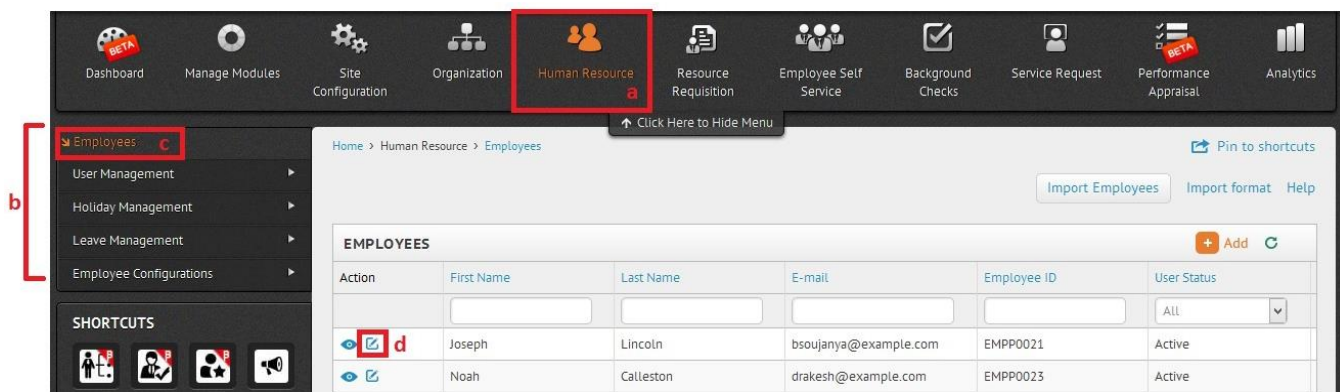 BETA
BETA
Dashboard Manage Modules Site Configuration Organization Human Resource Resource Requisition Employee Self Service Background Checks Service Request Performance Appraisal Analytics
a
↑ Click Here to Hide Menu
b
Employees c
User Management
Holiday Management
Leave Management
Employee Configurations
SHORTCUTS
B B B
Home > Human Resource > Employees
Pin to shortcuts
Import Employees Import format Help
EMPLOYEES
+ Add
Action First Name Last Name E-mail Employee ID User Status
All
d Joseph Lincoln bsoujanya@example.com EMPP0021 Active
Noah Calleston drakesh@example.com EMPP0023 Active